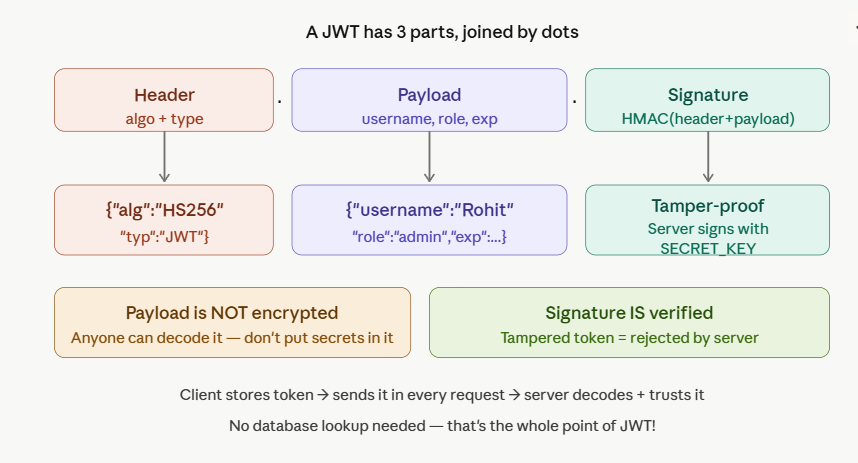 A JWT has 3 parts, joined by dots
Header . Payload . Signature
algo + type username, role, exp HMAC(header+payload)
{"alg":"HS256" {"username":"Rohit" Tamper-proof
"typ":"JWT"} "role":"admin","exp":...} Server signs with
SECRET_KEY
Payload is NOT encrypted Signature IS verified
Anyone can decode it — don't put secrets in it Tampered token = rejected by server
Client stores token → sends it in every request → server decodes + trusts it
No database lookup needed — that's the whole point of JWT!